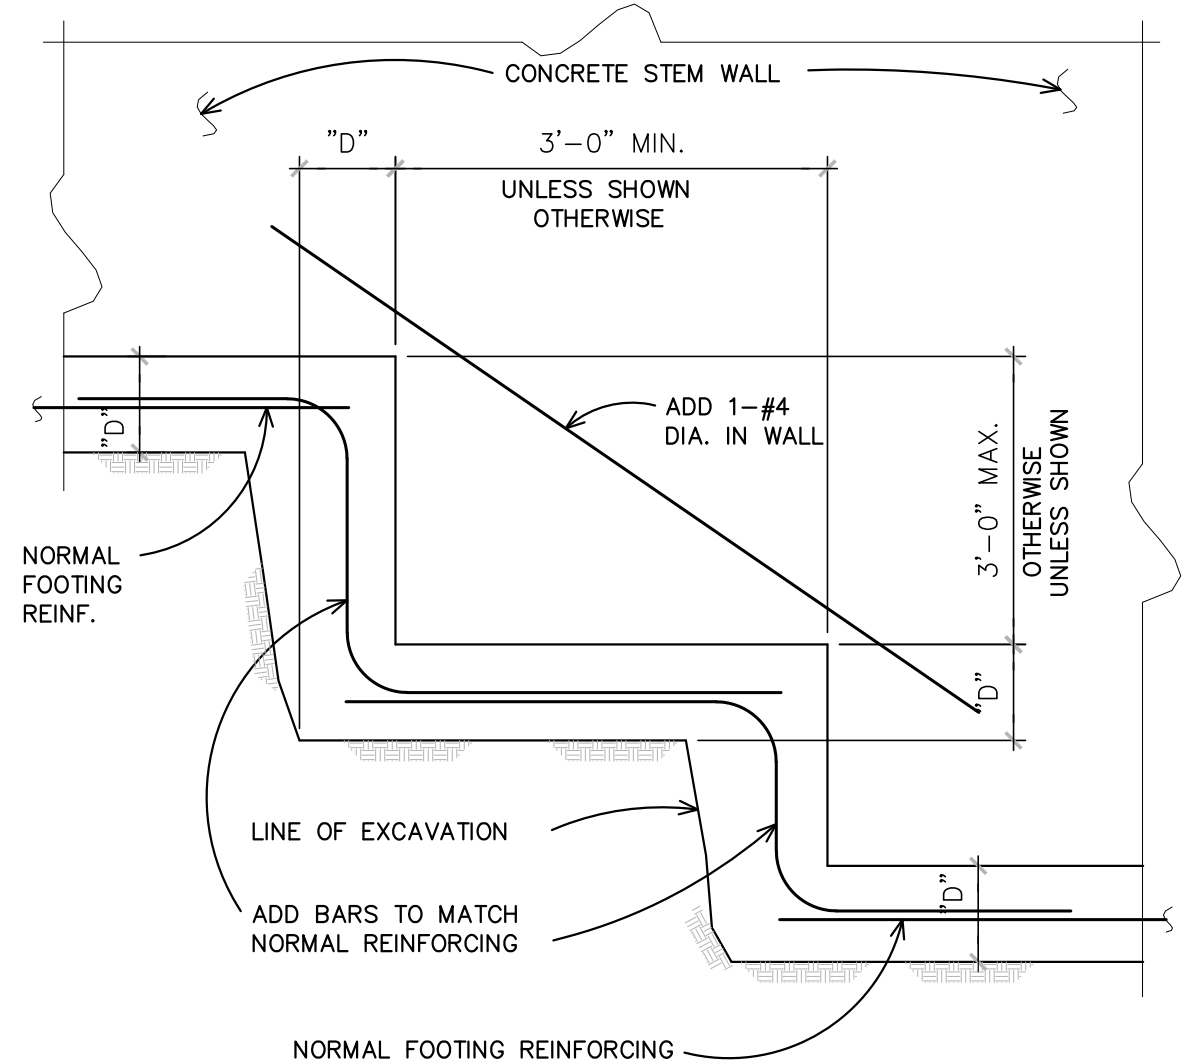 CONCRETE STEM WALL
"D"
3'-0" MIN.
UNLESS SHOWN
OTHERWISE
"D"
ADD 1-#4
DIA. IN WALL
3'-0" MAX.
OTHERWISE
UNLESS SHOWN
NORMAL
FOOTING
REINF.
"D"
LINE OF EXCAVATION
"D"
ADD BARS TO MATCH
NORMAL REINFORCING
NORMAL FOOTING REINFORCING